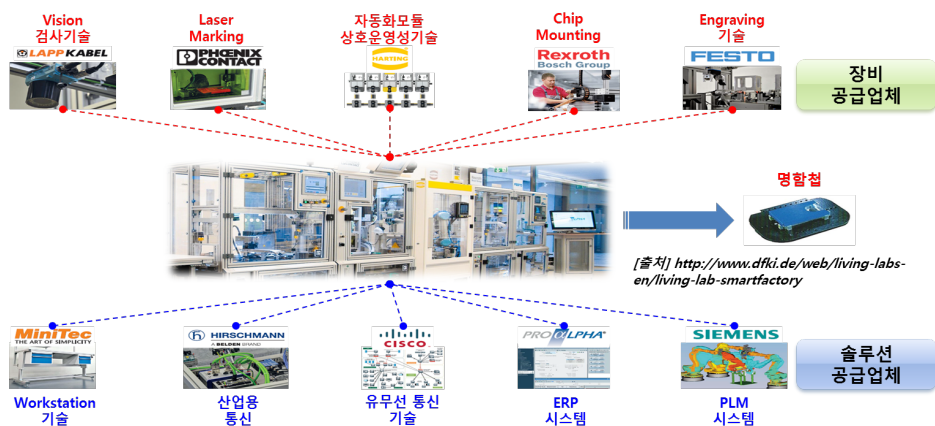 Vision
검사기술
LAPP KABEL
Laser
Marking
PHŒNIX
CONTACT
자동화모듈
상호운영성기술
HARTING
Chip
Mounting
Rexroth
Bosch Group
Engraving
기술
FESTO
장비
공급업체
명함첩
[출처] http://www.dfki.de/web/living-labs-
en/living-lab-smartfactory
MiniTec
THE ART OF SIMPLICITY
HIRSCHMANN
A BELDEN BRAND
CISCO
PROALPHA
SIEMENS
솔루션
공급업체
Workstation
기술
산업용
통신
유무선 통신
기술
ERP
시스템
PLM
시스템